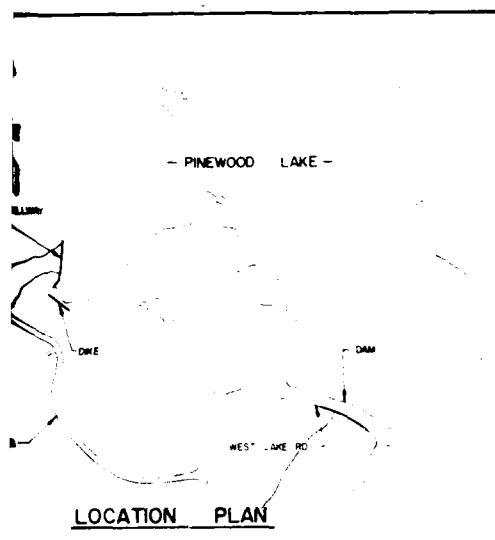 - PINEWOOD LAKE -
DIKE
DAM
WEST LAKE RD
LOCATION PLAN